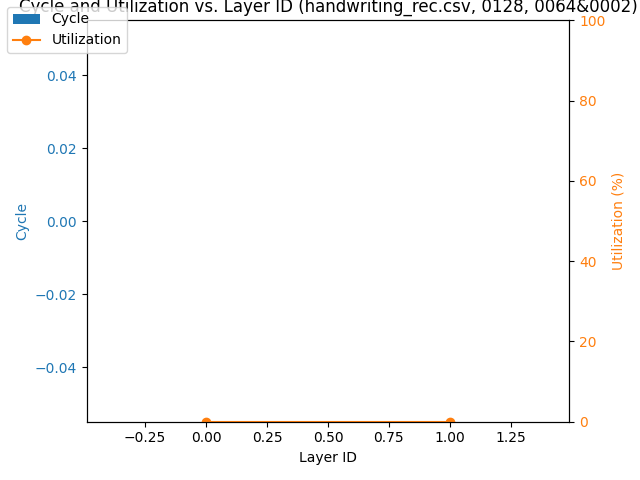 Cycle and Utilization vs. Layer ID (handwriting_rec.csv, 0128, 0064&0002)
Cycle
Utilization
0.04
0.02
0.00
−0.02
−0.04
Cycle
100
80
60
40
20
0
Utilization (%)
−0.25 0.00 0.25 0.50 0.75 1.00 1.25
Layer ID